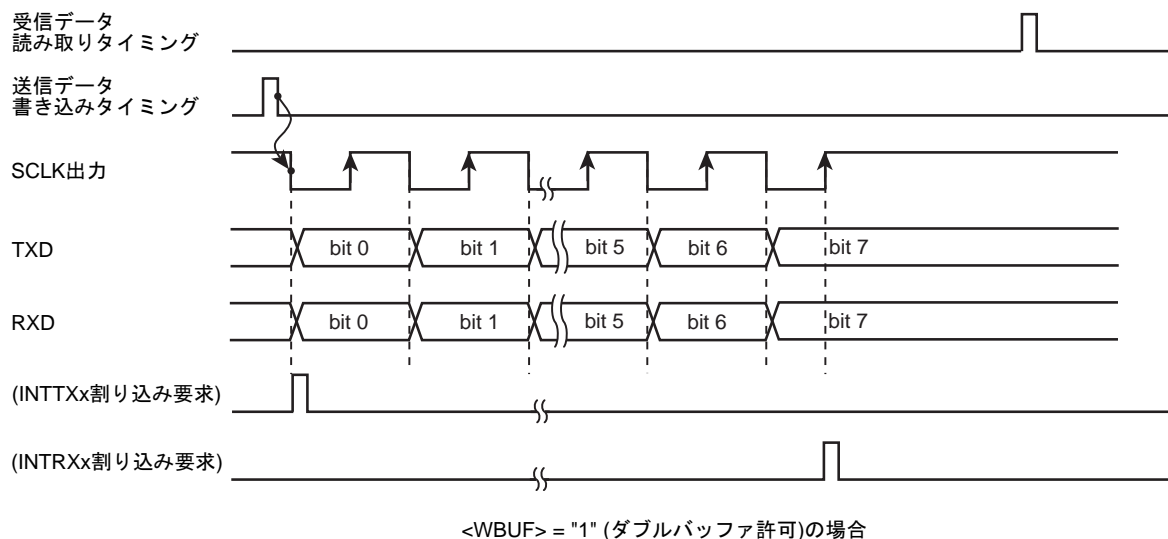 受信データ
読み取りタイミング
送信データ
書き込みタイミング
SCLK出力
TXD
bit 0
bit 1
bit 5
bit 6
bit 7
RXD
bit 0
bit 1
bit 5
bit 6
bit 7
(INTTXx割り込み要求)
(INTRXx割り込み要求)
<WBUF> = "1" (ダブルバッファ許可)の場合